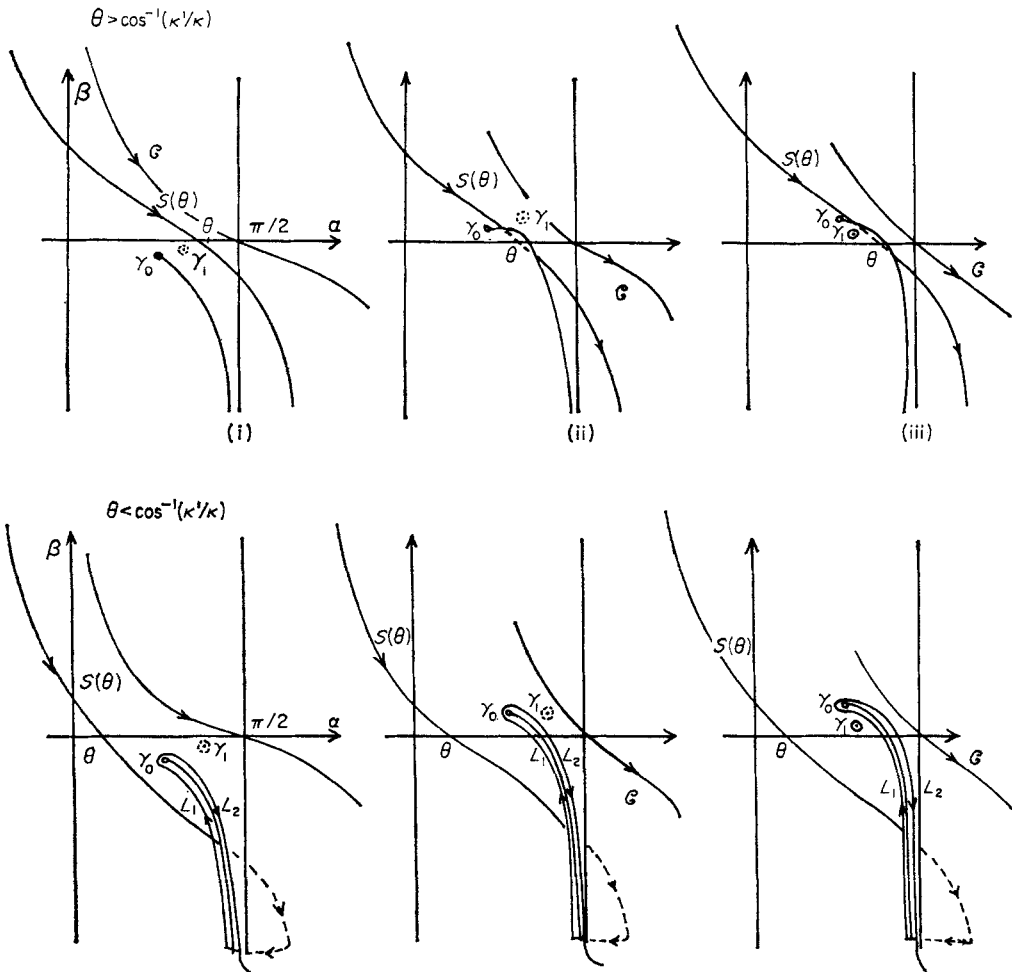 θ > cos⁻¹(κ'/κ)
β
G
S(θ)
θ
π/2
α
γ₀
γ₁
(i)
S(θ)
γ₀
γ₁
θ
G
(ii)
S(θ)
γ₀
γ₁
θ
G
(iii)
θ < cos⁻¹(κ'/κ)
β
S(θ)
θ
π/2
α
γ₀
γ₁
L₁
L₂
S(θ)
γ₀
γ₁
θ
L₁
L₂
G
S(θ)
γ₀
γ₁
θ
G
L₁
L₂